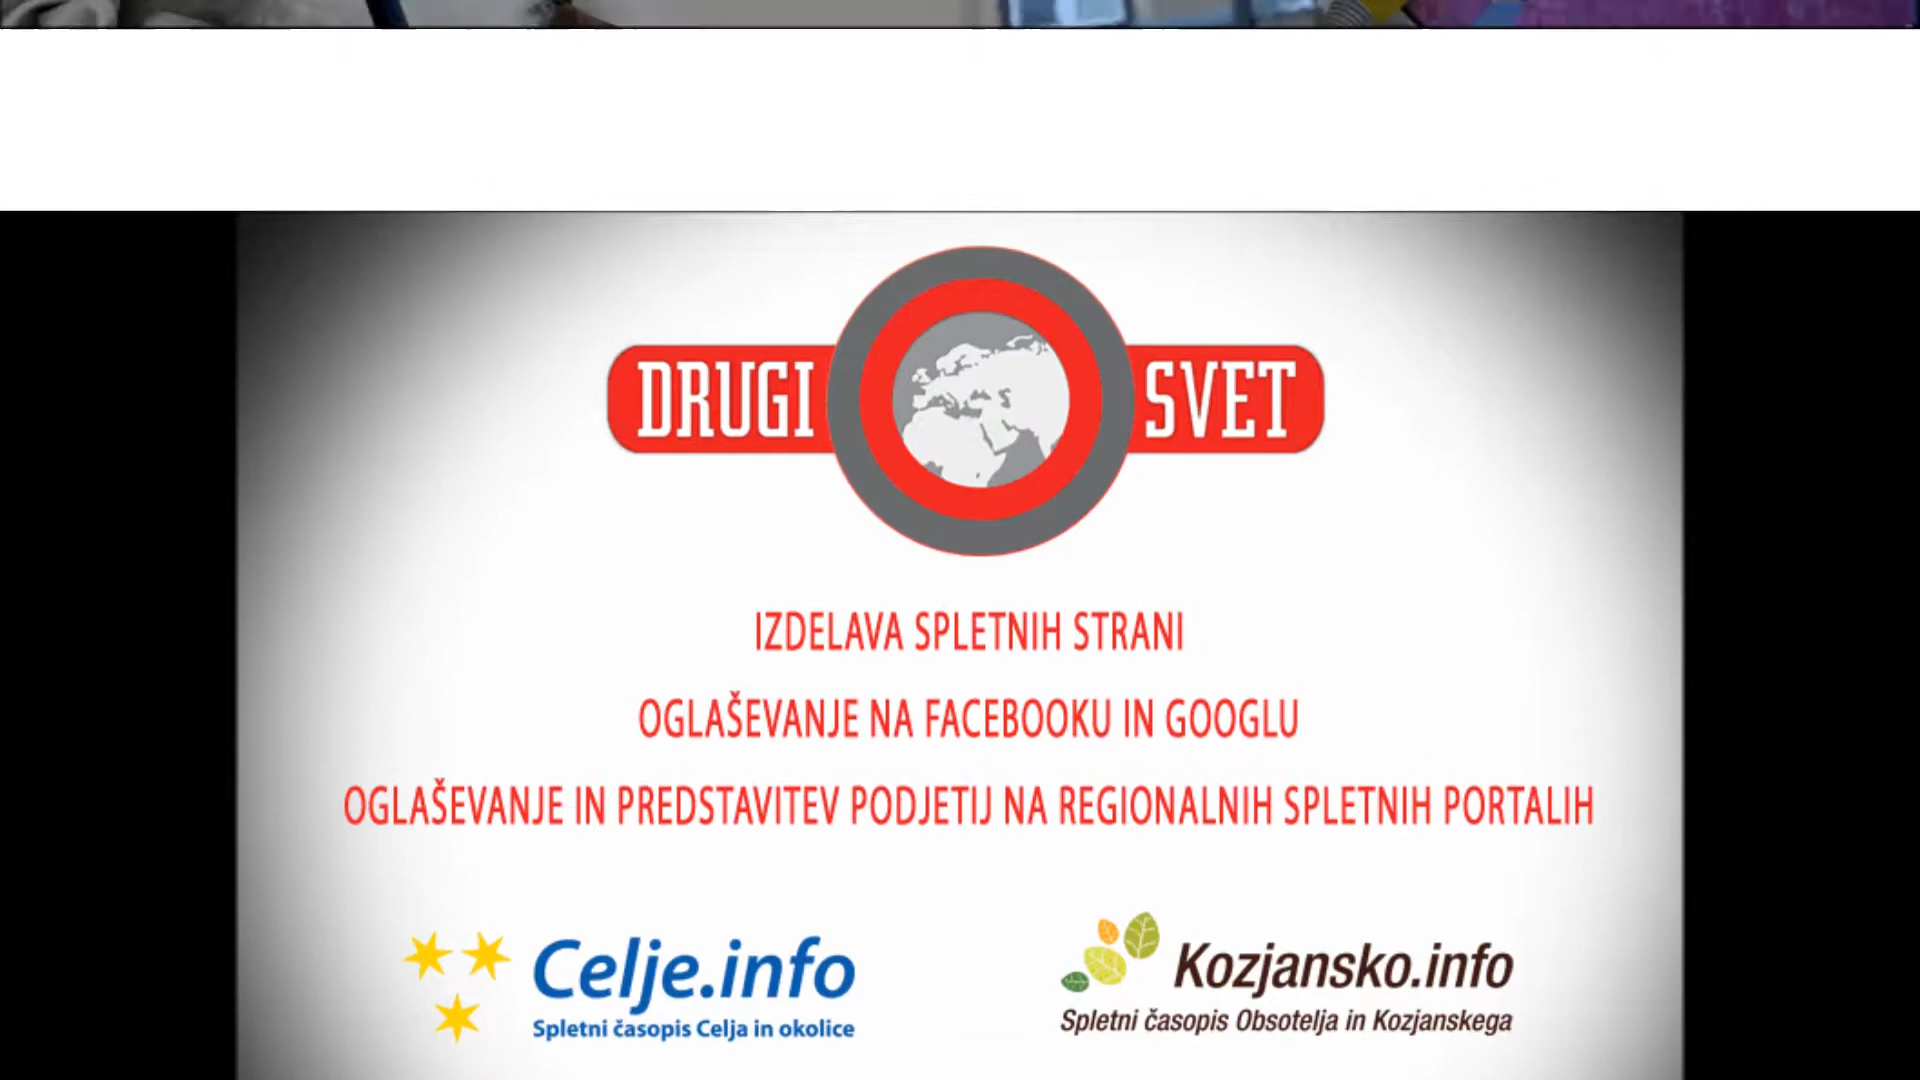 DRUGI SVET
IZDELAVA SPLETNIH STRANI
OGLAŠEVANJE NA FACEBOOKU IN GOOGLU
OGLAŠEVANJE IN PREDSTAVITEV PODJETIJ NA REGIONALNIH SPLETNIH PORTALIH
Celje.info
Spletni časopis Celja in okolice
Kozjansko.info
Spletni časopis Obsotelja in Kozjanskega